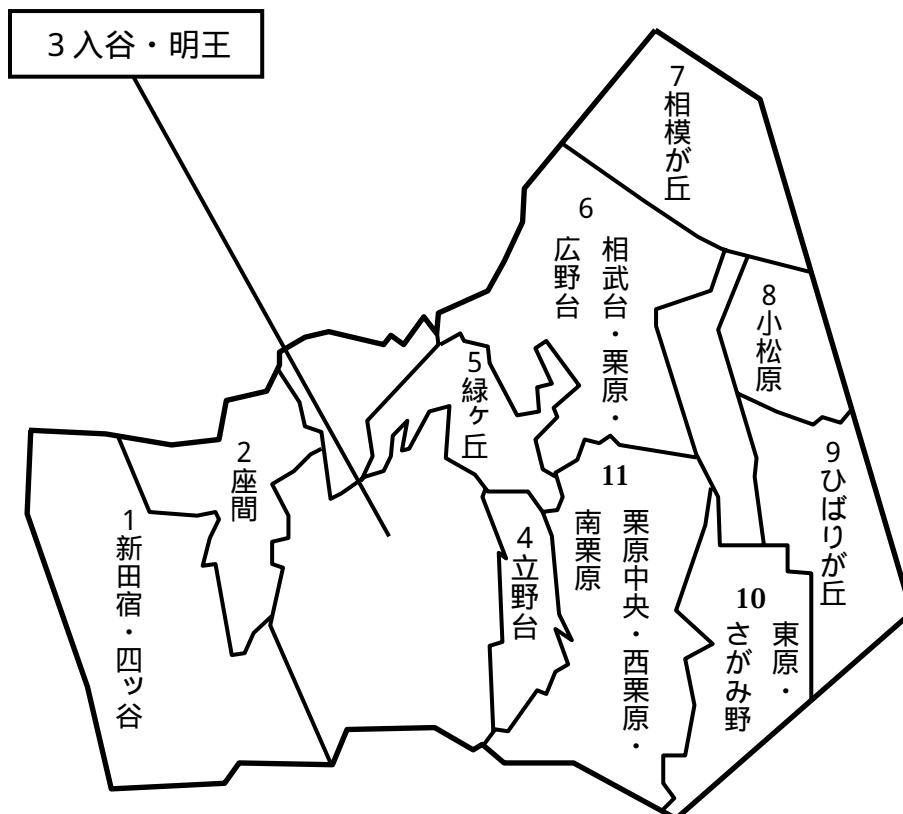 3 入谷・明王
7 相模が丘
6
相武台・栗原・
広野台
8 小松原
5 緑ヶ丘
2 座間
9 ひばりが丘
11
栗原中央・西栗原・
南栗原
1 新田宿・四ッ谷
4 立野台
10
東原・
さがみ野